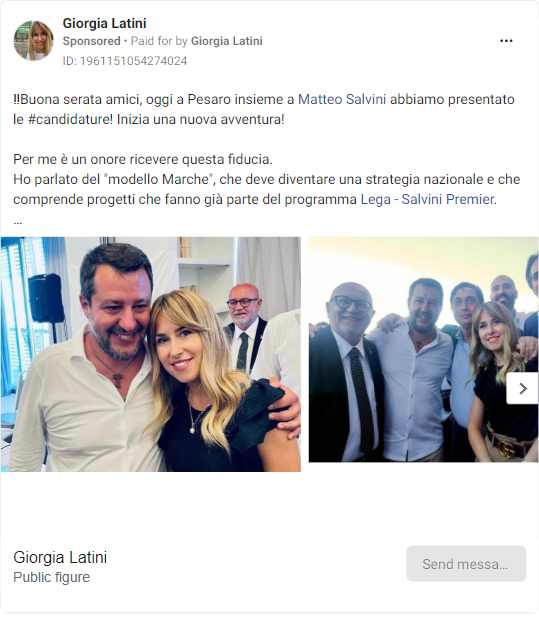 Giorgia Latini
Sponsored • Paid for by Giorgia Latini
ID: 1961151054274024
‼Buona serata amici, oggi a Pesaro insieme a Matteo Salvini abbiamo presentato
le #candidature! Inizia una nuova avventura!
Per me è un onore ricevere questa fiducia.
Ho parlato del "modello Marche", che deve diventare una strategia nazionale e che
comprende progetti che fanno già parte del programma Lega - Salvini Premier.
...
Giorgia Latini
Public figure
Send messa...